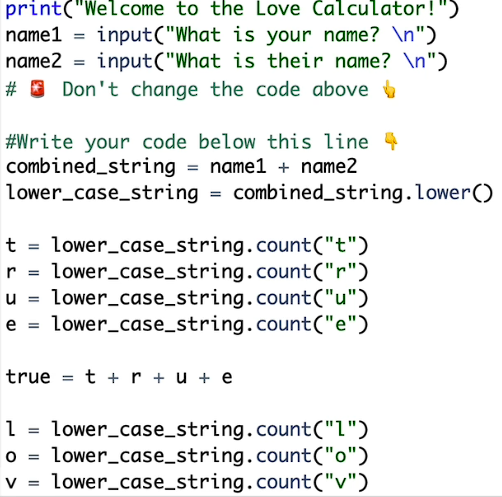 print("Welcome to the Love Calculator!")
name1 = input("What is your name? \n")
name2 = input("What is their name? \n")
# 🚨 Don't change the code above 👆
#Write your code below this line 👇
combined_string = name1 + name2
lower_case_string = combined_string.lower()
t = lower_case_string.count("t")
r = lower_case_string.count("r")
u = lower_case_string.count("u")
e = lower_case_string.count("e")
true = t + r + u + e
l = lower_case_string.count("l")
o = lower_case_string.count("o")
v = lower_case_string.count("v")